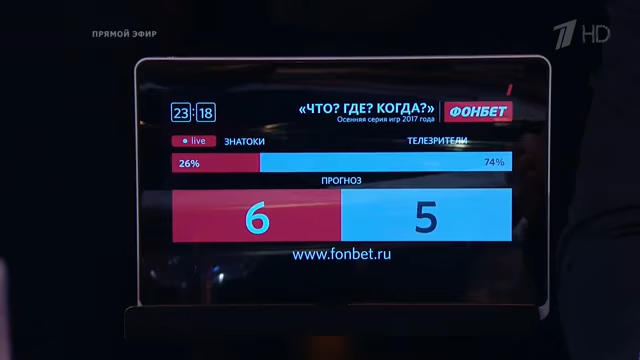 ПРЯМОЙ ЭФИР
1 HD
23:18
«ЧТО? ГДЕ? КОГДА?»
Осенняя серия игр 2017 года
ФОНБЕТ
live
ЗНАТОКИ
ТЕЛЕЗРИТЕЛИ
26%
74%
ПРОГНОЗ
6
5
www.fonbet.ru